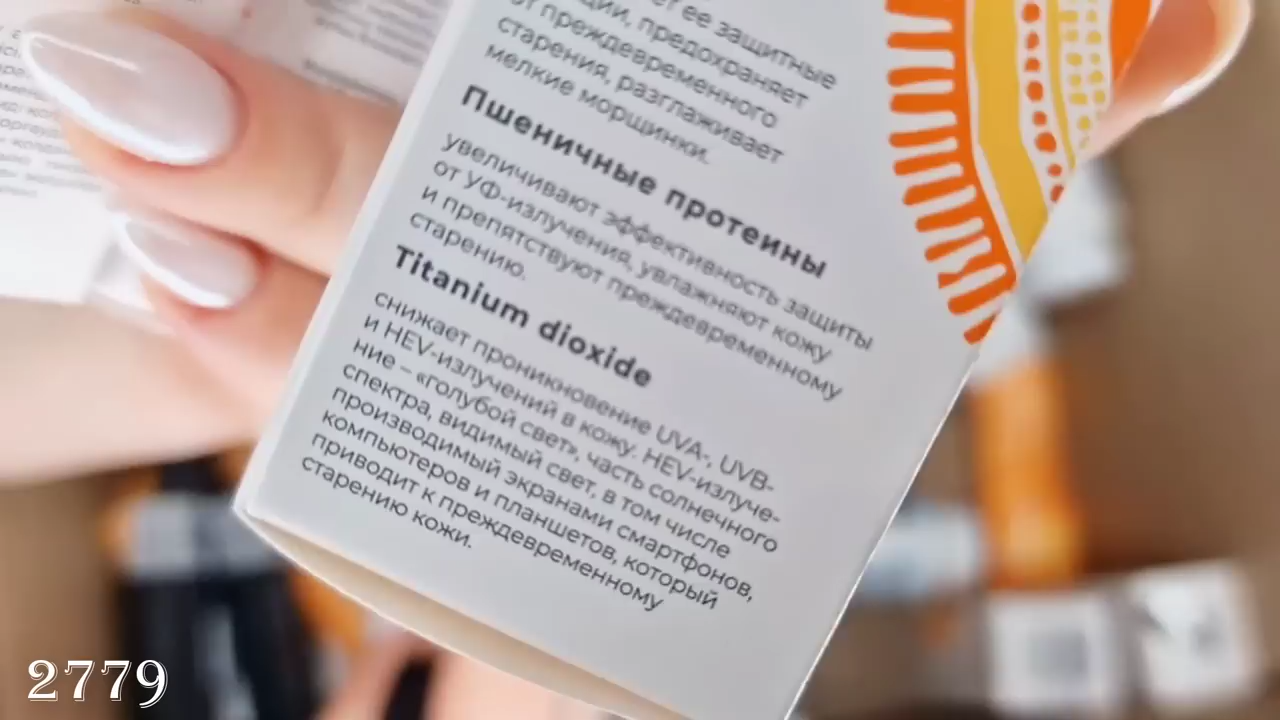 ее защитные
предохраняет
от преждевременного
старения, разглаживает
мелкие морщинки.
Пшеничные протеины
увеличивают эффективность защиты
от УФ-излучения, увлажняют кожу
и препятствуют преждевременному
старению.
Titanium dioxide
снижает проникновение UVA-, UVB-
и HEV-излучений в кожу. HEV-излуче-
ние – «голубой свет», часть солнечного
спектра, видимый свет, в том числе
производимый экранами смартфонов,
компьютеров и планшетов, который
приводит к преждевременному
старению кожи.
2779